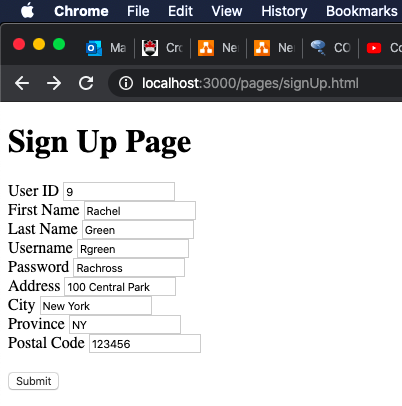 Chrome File Edit View History Bookmarks
Ma Cro Ne Ne CO Co
localhost:3000/pages/signUp.html
Sign Up Page
User ID 9
First Name Rachel
Last Name Green
Username Rgreen
Password Rachross
Address 100 Central Park
City New York
Province NY
Postal Code 123456
Submit